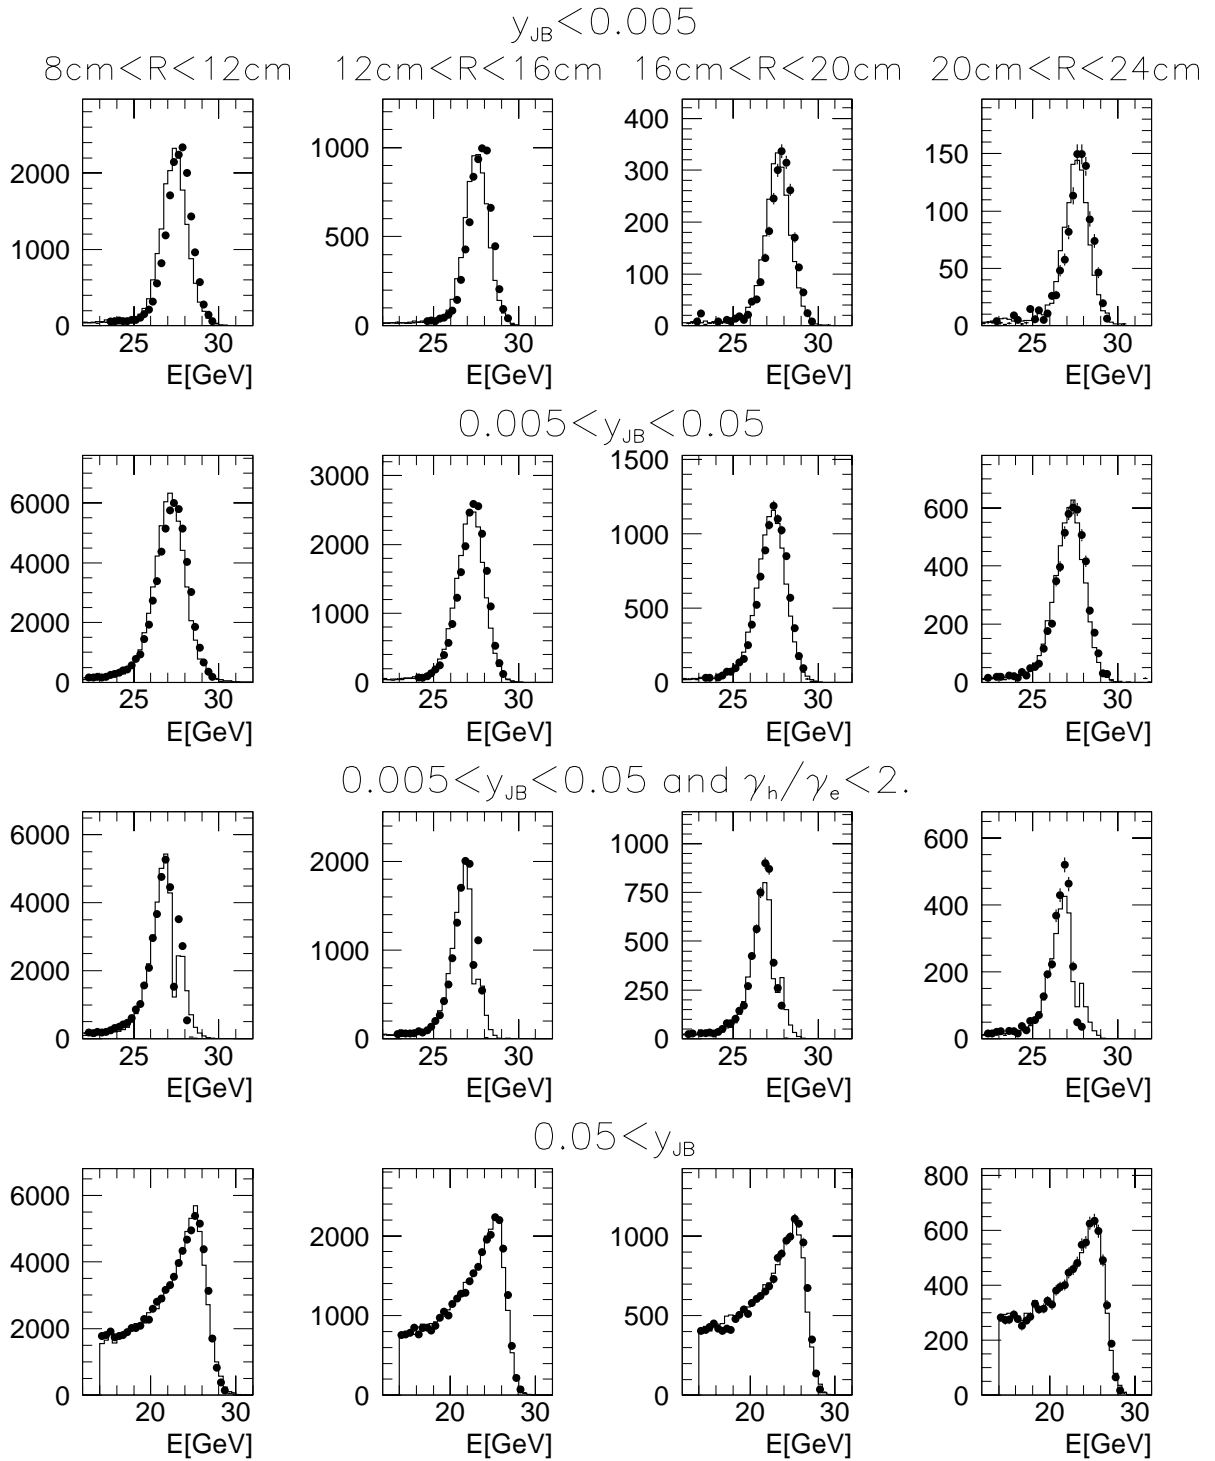 y_JB<0.005
8cm<R<12cm 12cm<R<16cm 16cm<R<20cm 20cm<R<24cm
2000 1000 0
1000 500 0
400 300 200 100 0
150 100 50 0
25 30 25 30 25 30 25 30
E[GeV] E[GeV] E[GeV] E[GeV]
0.005<y_JB<0.05
6000 4000 2000 0
3000 2000 1000 0
1500 1000 500 0
600 400 200 0
25 30 25 30 25 30 25 30
E[GeV] E[GeV] E[GeV] E[GeV]
0.005<y_JB<0.05 and γ_h/γ_e<2.
6000 4000 2000 0
2000 1000 0
1000 750 500 250 0
600 400 200 0
25 30 25 30 25 30 25 30
E[GeV] E[GeV] E[GeV] E[GeV]
0.05<y_JB
6000 4000 2000 0
2000 1000 0
1000 500 0
800 600 400 200 0
20 30 20 30 20 30 20 30
E[GeV] E[GeV] E[GeV] E[GeV]